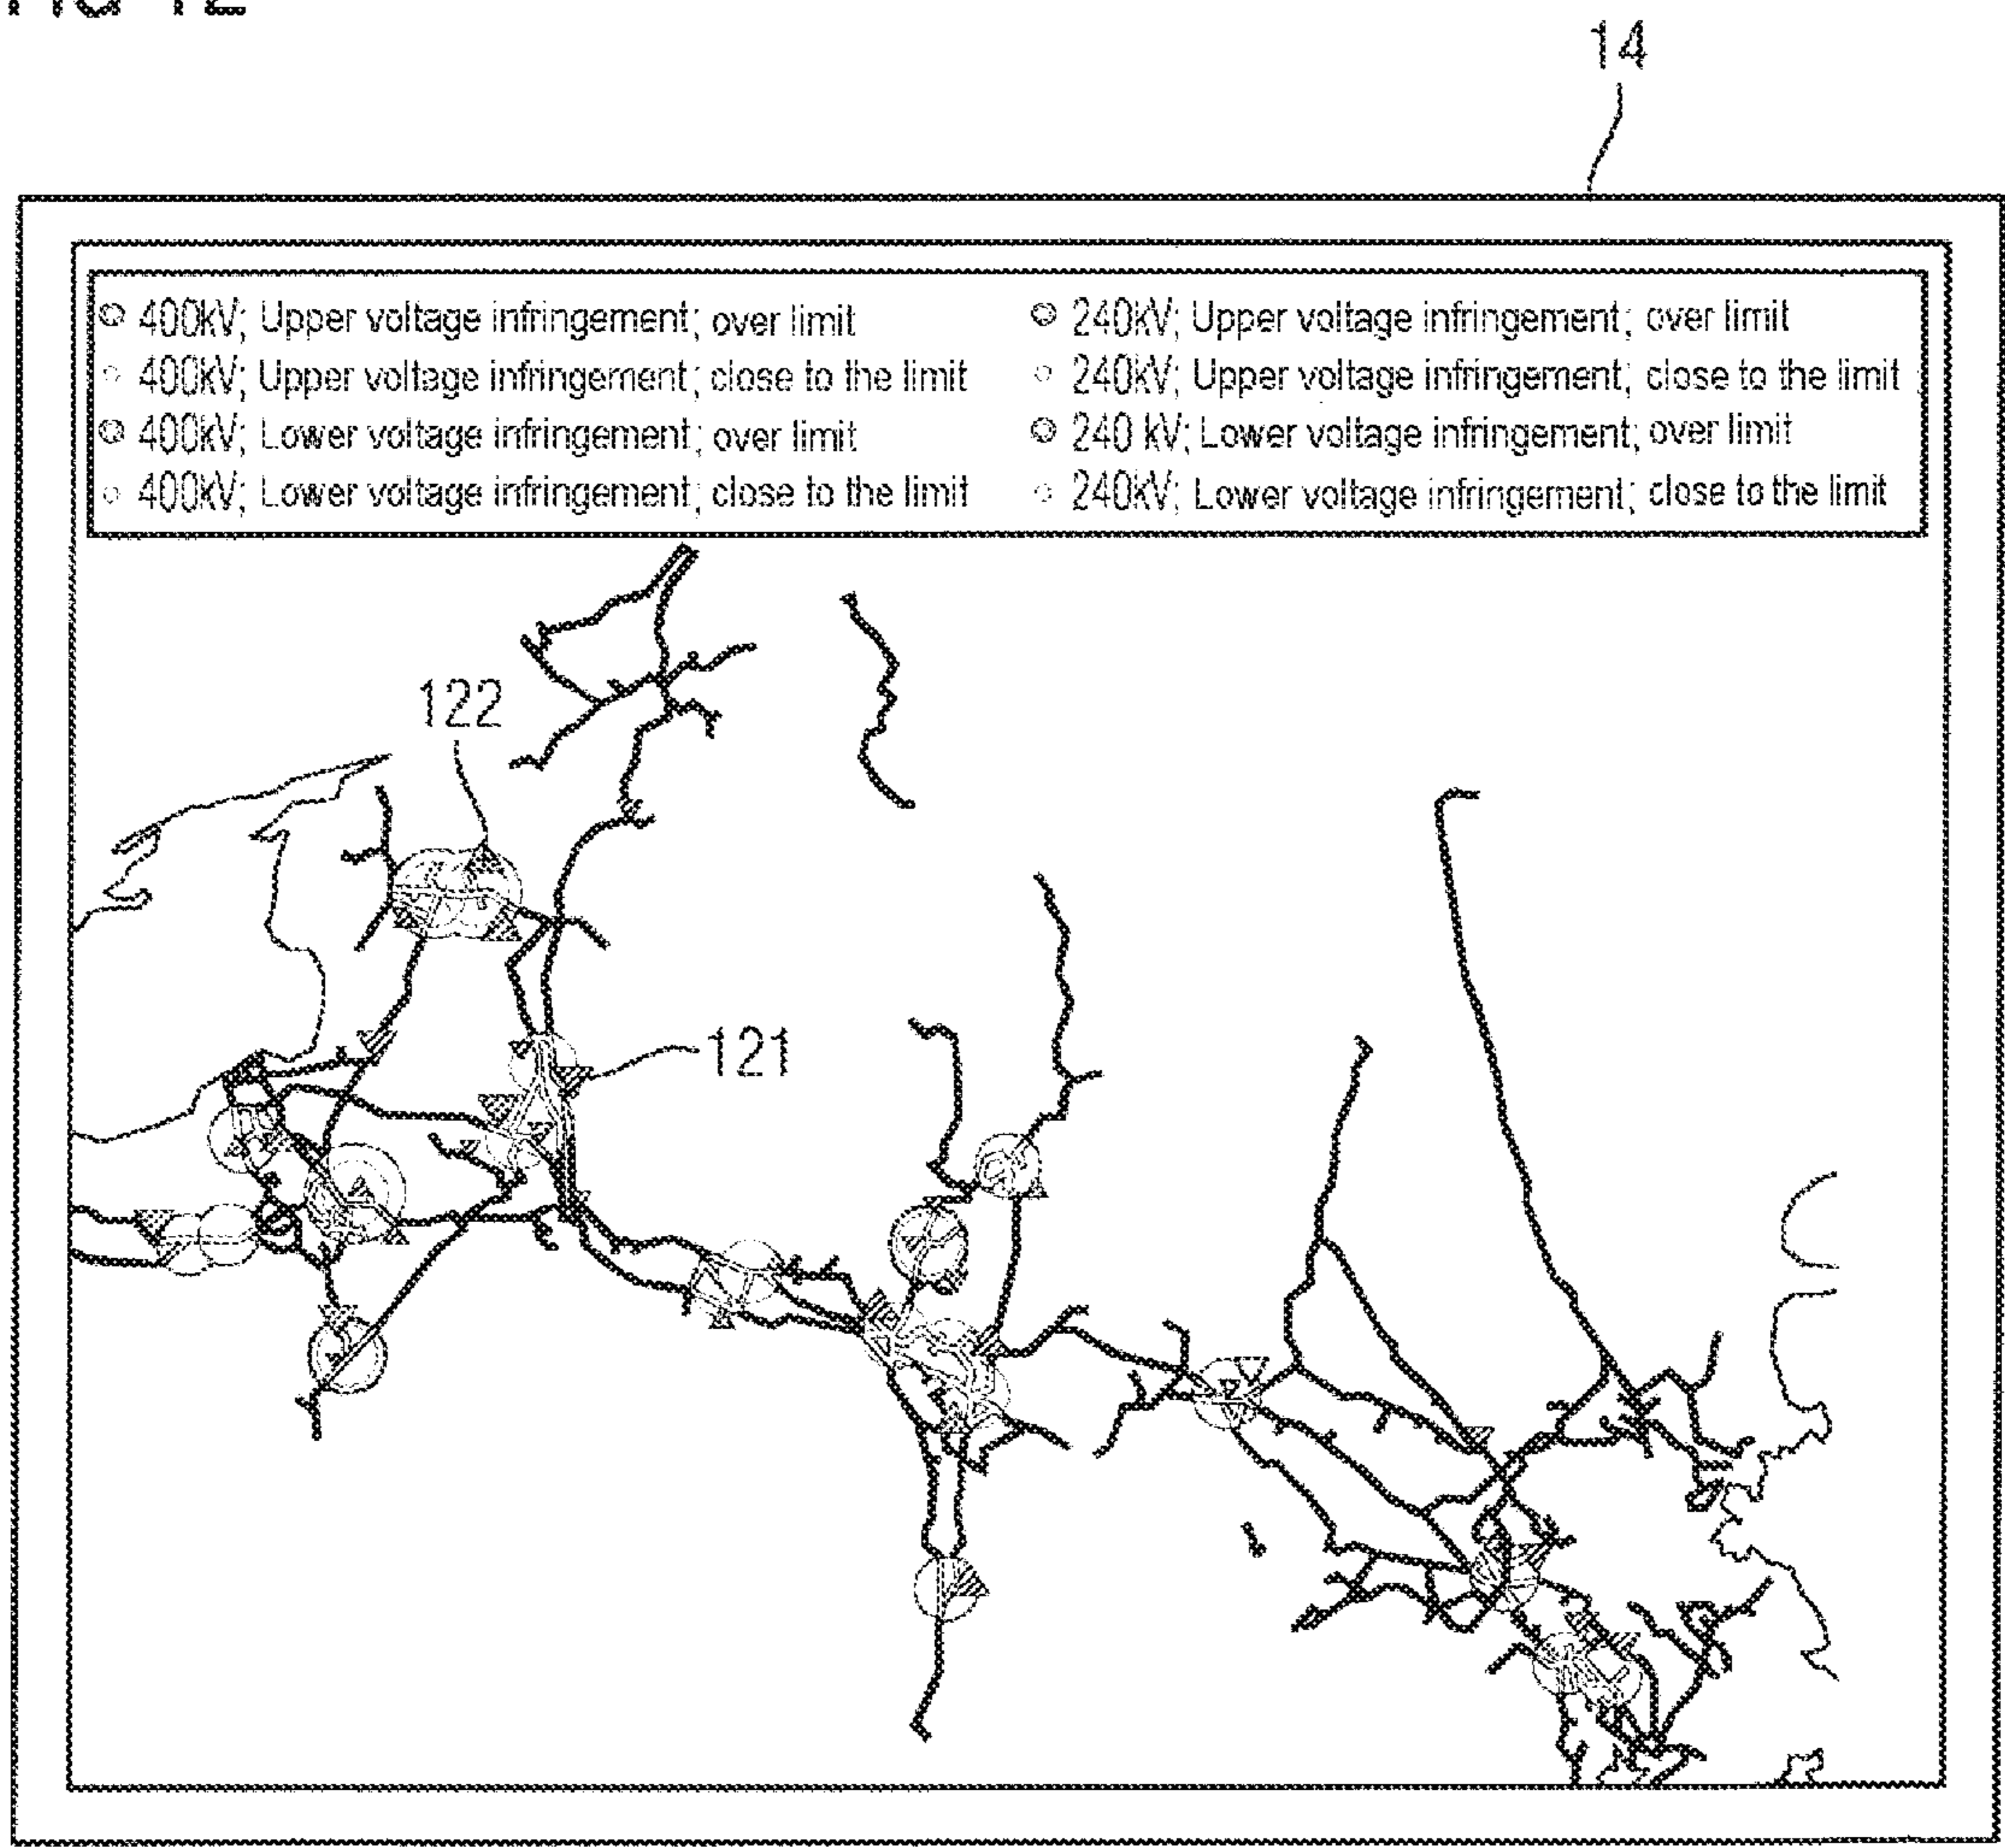 FIG 12
14
400kV; Upper voltage infringement; over limit
400kV; Upper voltage infringement; close to the limit
400kV; Lower voltage infringement; over limit
400kV; Lower voltage infringement; close to the limit
240kV; Upper voltage infringement; over limit
240kV; Upper voltage infringement; close to the limit
240 kV; Lower voltage infringement; over limit
240kV; Lower voltage infringement; close to the limit
122
121